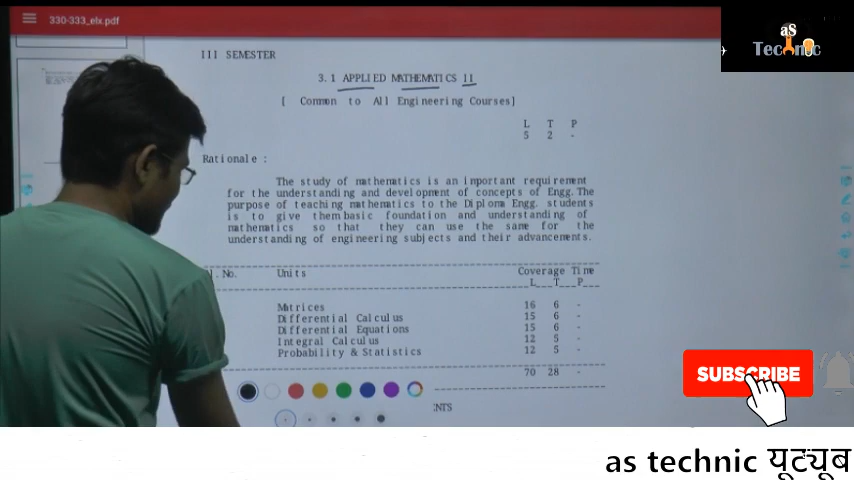 330-333_elx.pdf
aS
Tecnic
III SEMESTER
3.1 APPLIED MATHEMATICS II
[ Common to All Engineering Courses]
L T P
5 2 -
Rationale :
The study of mathematics is an important requirement
for the understanding and development of concepts of Engg.The
purpose of teaching mathematics to the Diploma Engg. students
is to give them basic foundation and understanding of
mathematics so that they can use the same for the
understanding of engineering subjects and their advancements.
l.No. Units Coverage Time
L T P
Matrices 16 6 -
Differential Calculus 15 6 -
Differential Equations 15 6 -
Integral Calculus 12 5 -
Probability & Statistics 12 5 -
70 28 -
NTS
SUBSCRIBE
as technic यूट्यूब